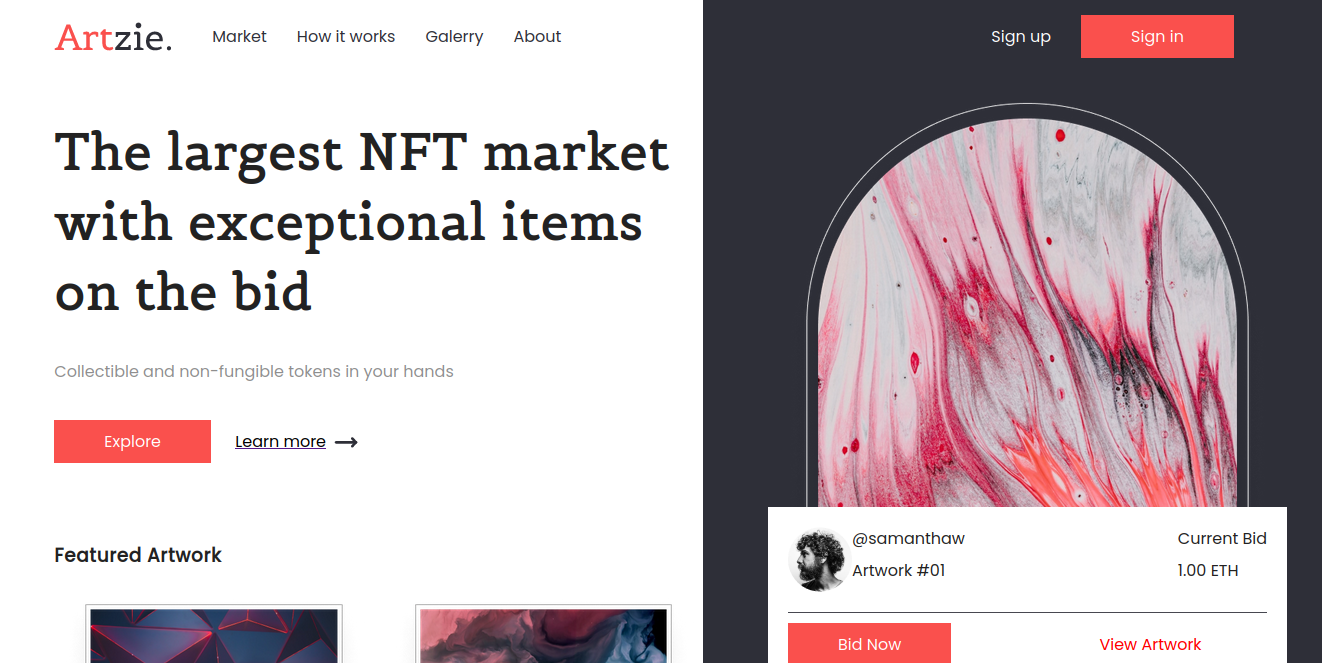 Artzie.
Market
How it works
Galerry
About
Sign up
Sign in
The largest NFT market
with exceptional items
on the bid
Collectible and non-fungible tokens in your hands
Explore
Learn more
Featured Artwork
@samanthaw
Artwork #01
Current Bid
1.00 ETH
Bid Now
View Artwork